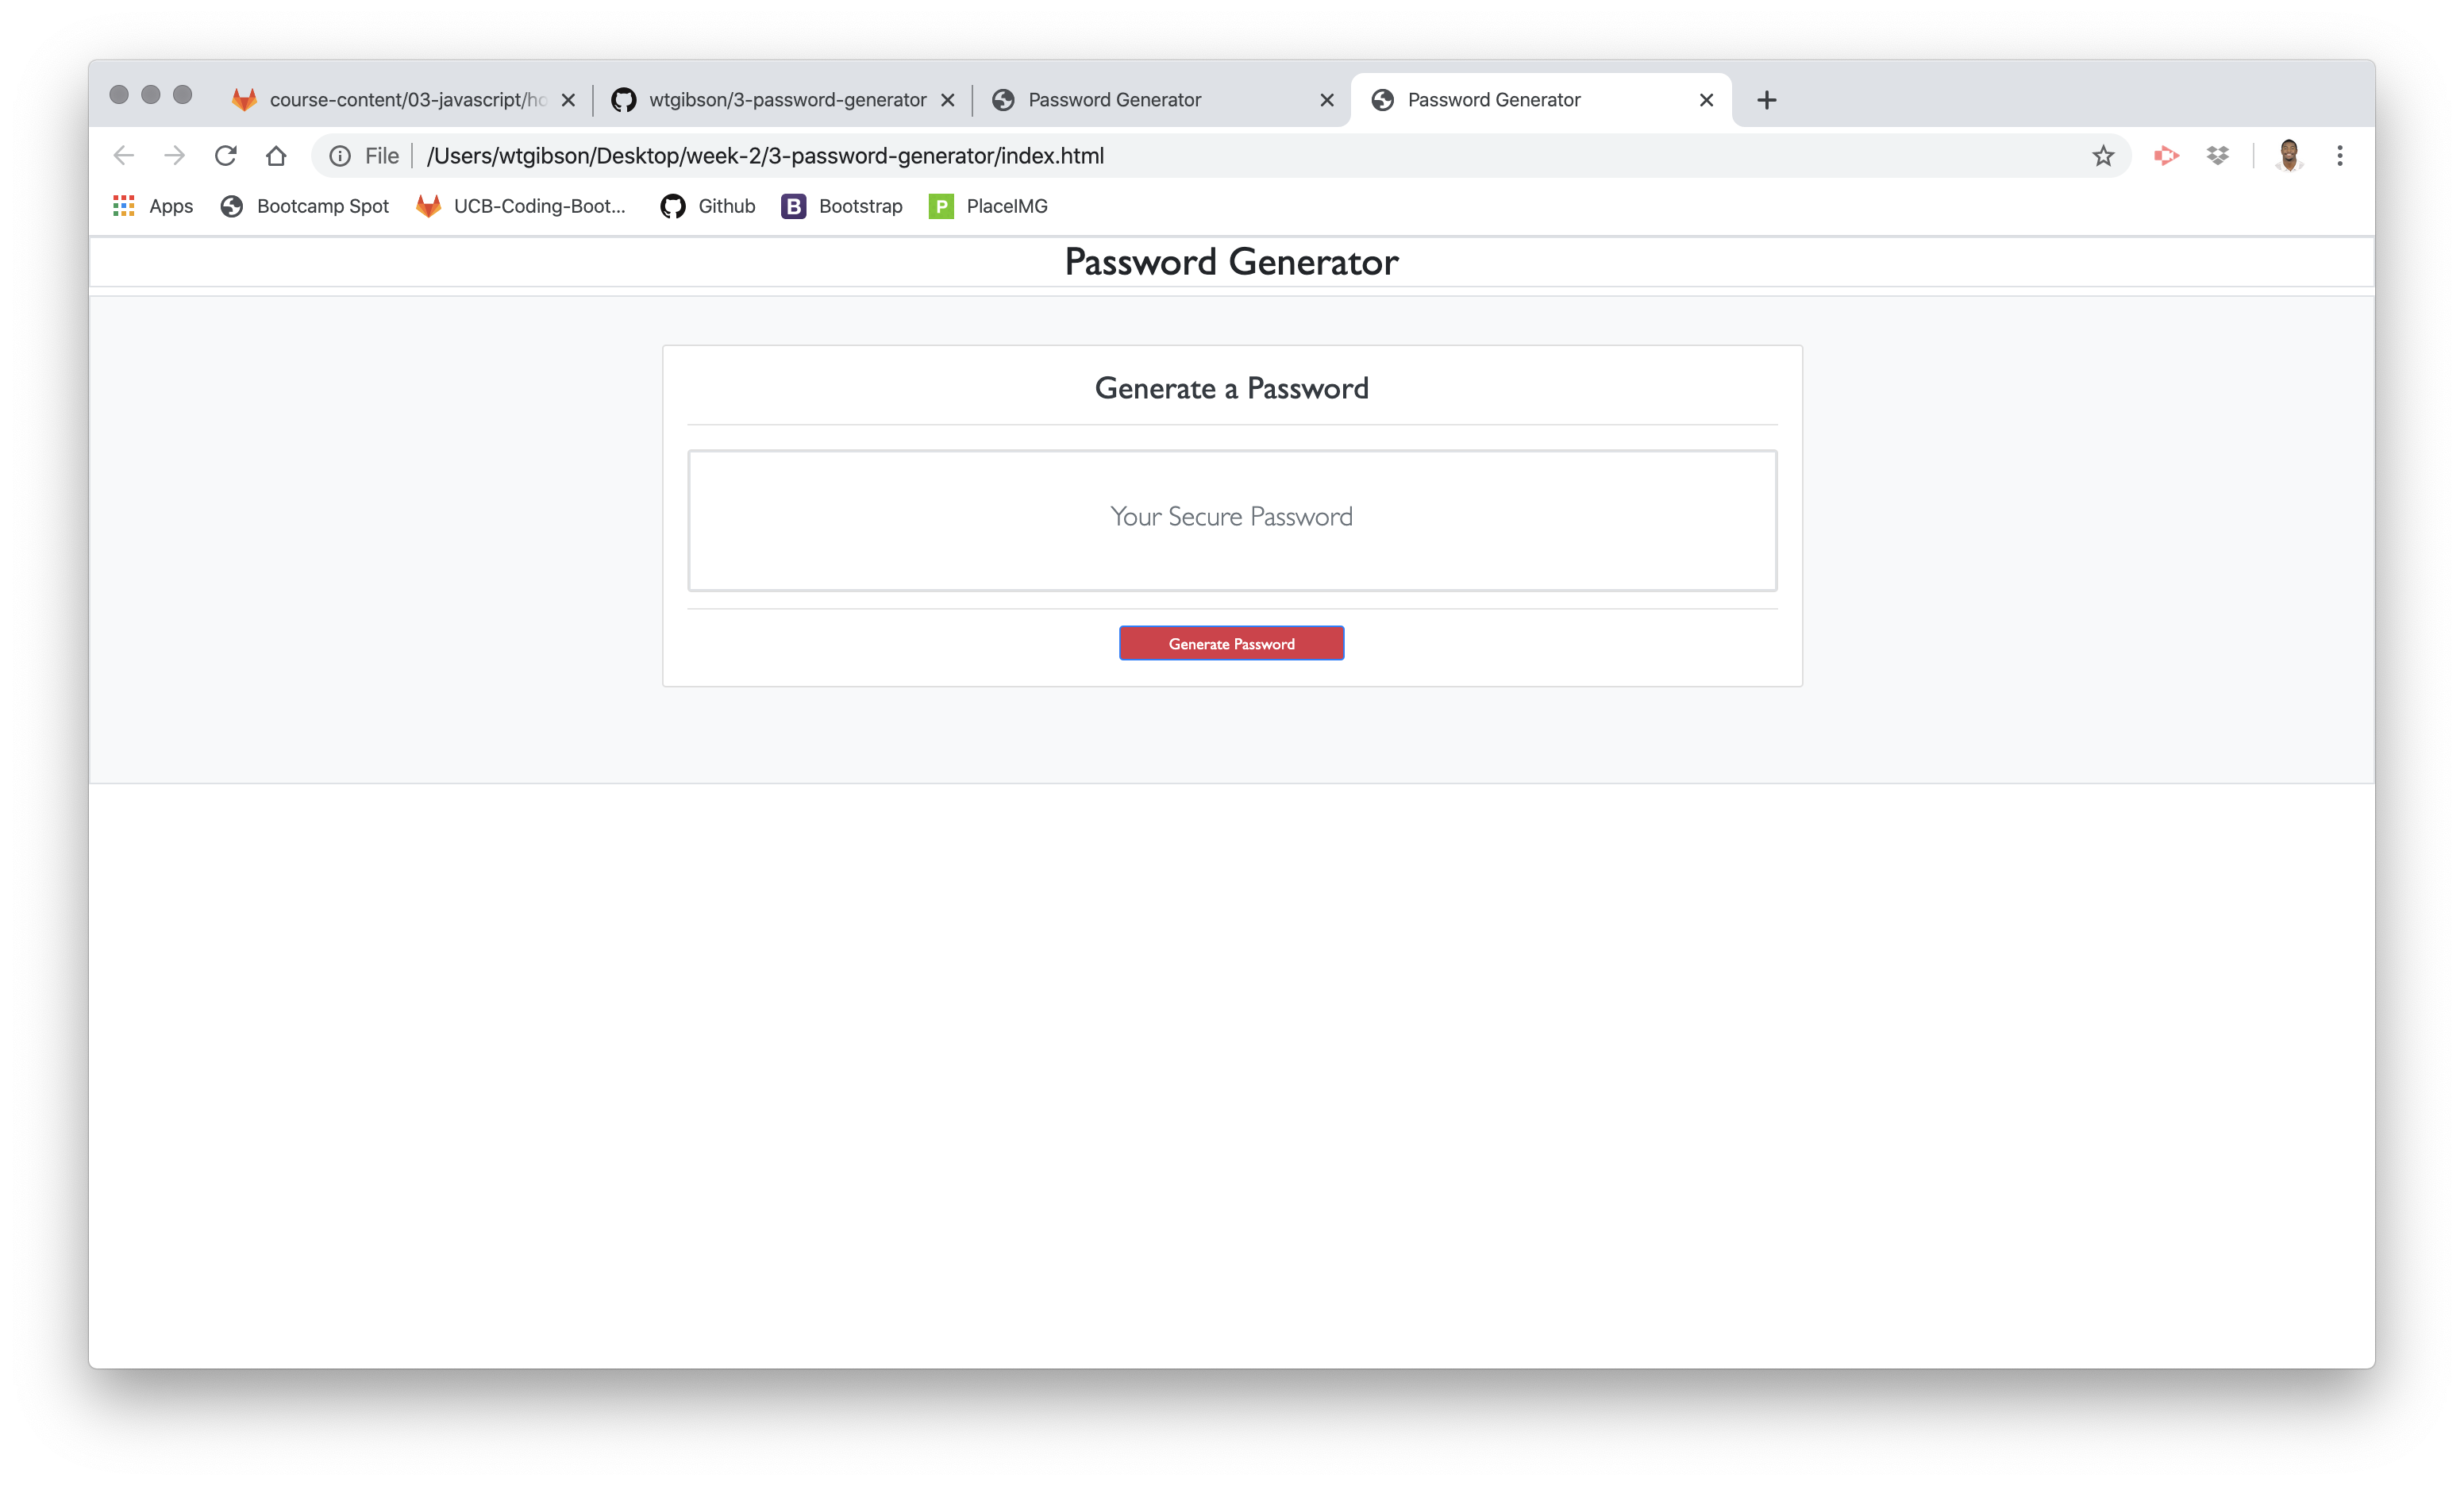 course-content/03-javascript/ho
wtgibson/3-password-generator
Password Generator
Password Generator
File
/Users/wtgibson/Desktop/week-2/3-password-generator/index.html
Apps
Bootcamp Spot
UCB-Coding-Boot...
Github
B
Bootstrap
P
PlaceIMG
Password Generator
Generate a Password
Your Secure Password
Generate Password